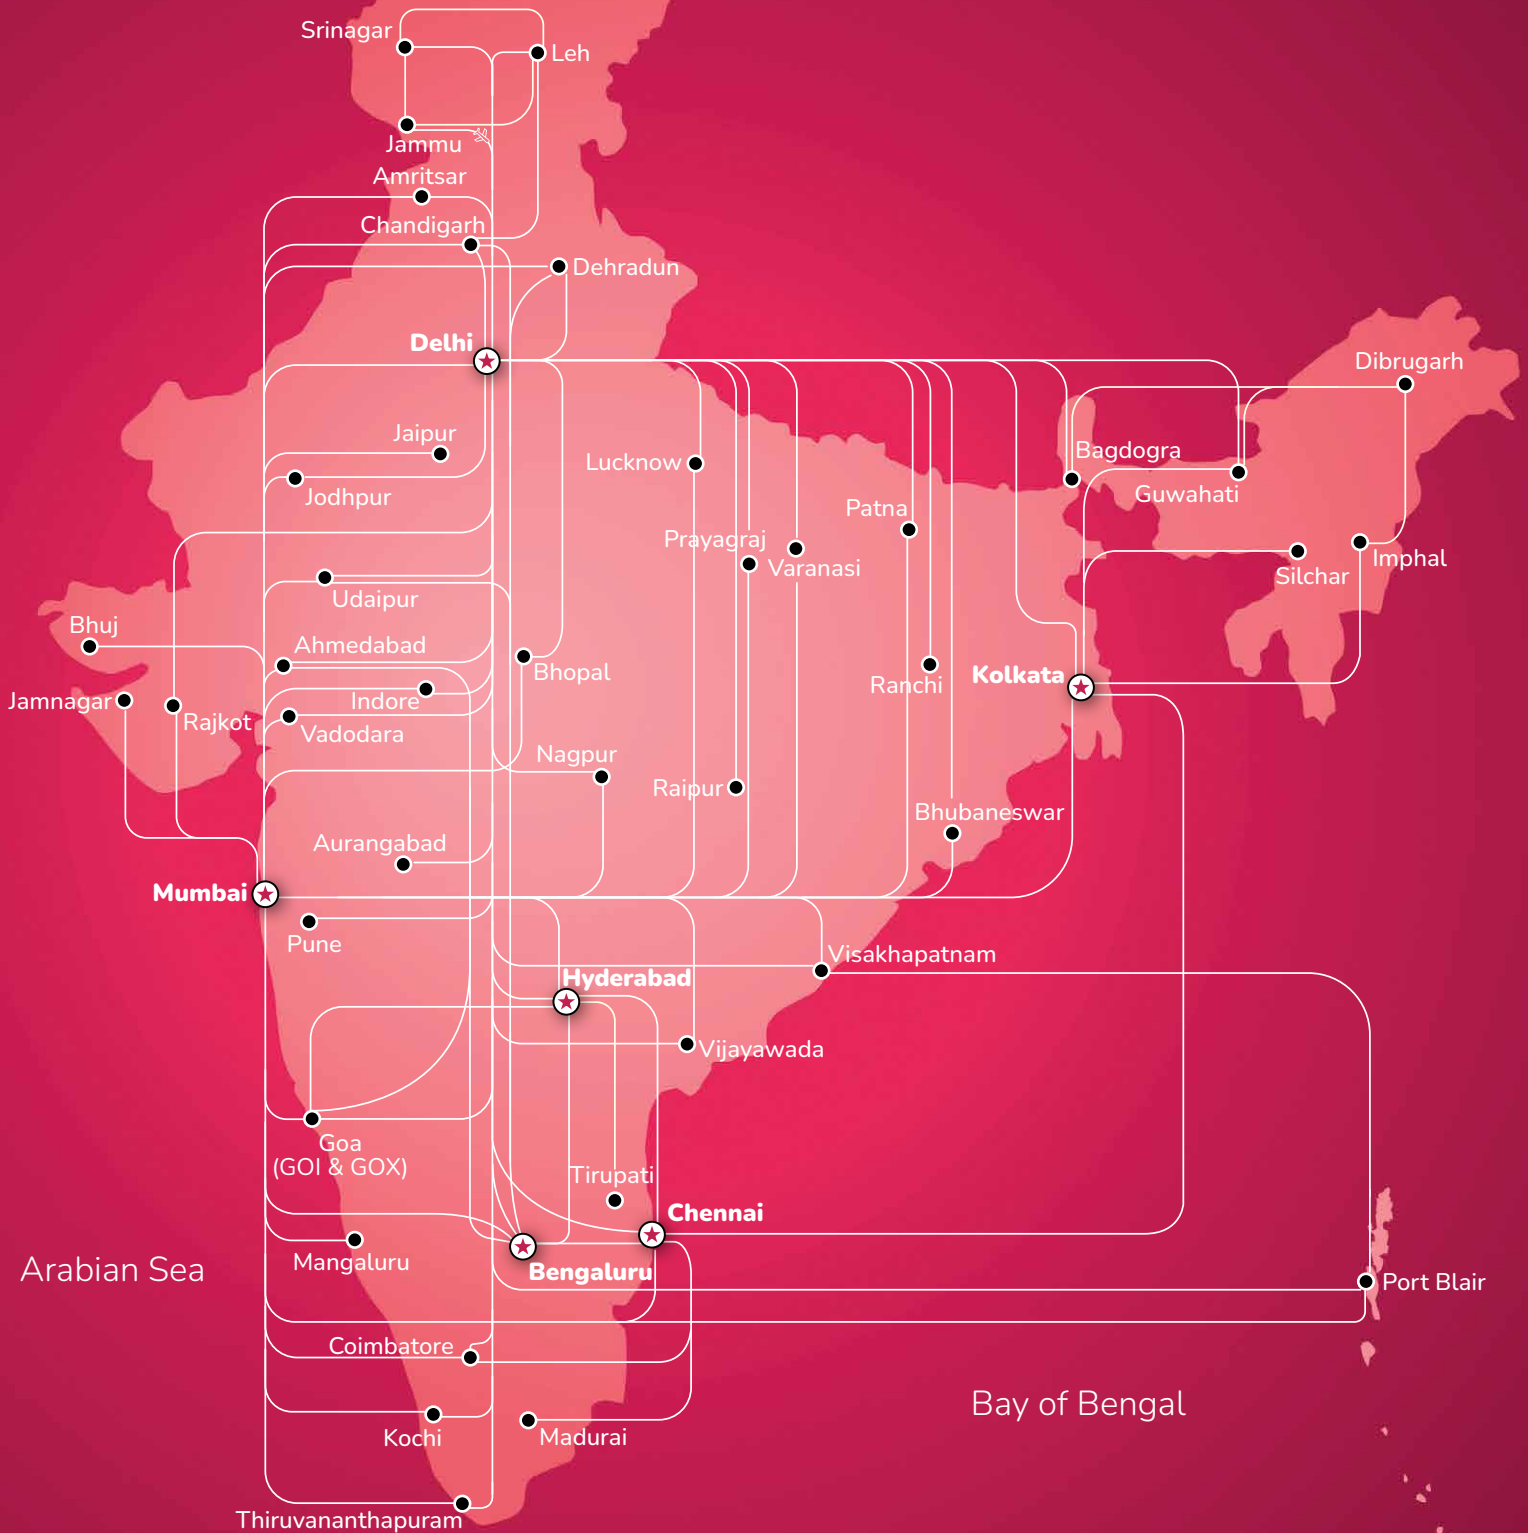 Srinagar
Leh
Jammu
Amritsar
Chandigarh
Dehradun
Delhi
Dibrugarh
Jaipur
Bagdogra
Lucknow
Jodhpur
Guwahati
Patna
Prayagraj
Varanasi
Imphal
Silchar
Udaipur
Bhuj
Ahmedabad
Bhopal
Kolkata
Ranchi
Jamnagar
Indore
Rajkot
Vadodara
Nagpur
Raipur
Bhubaneswar
Aurangabad
Mumbai
Pune
Visakhapatnam
Hyderabad
Vijayawada
Goa
(GOI & GOX)
Tirupati
Chennai
Mangaluru
Arabian Sea
Bengaluru
Port Blair
Coimbatore
Bay of Bengal
Kochi
Madurai
Thiruvananthapuram